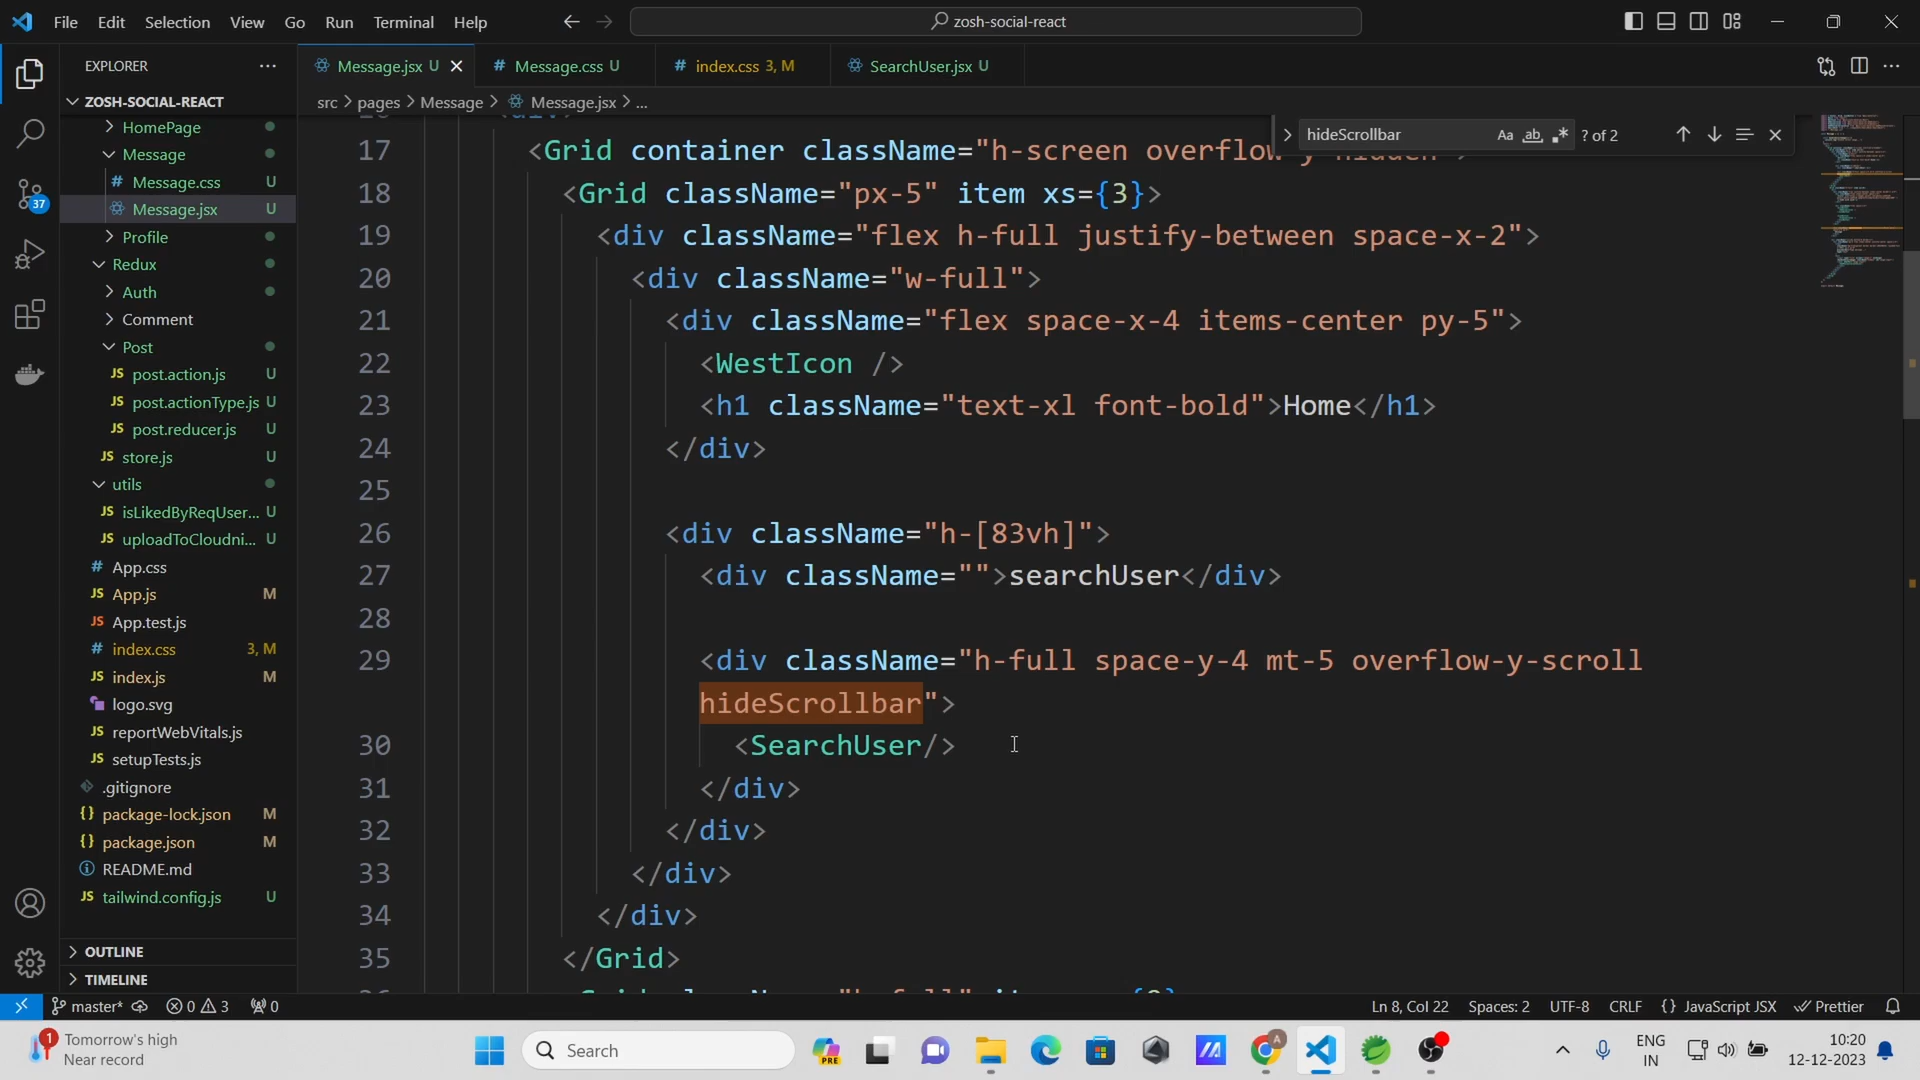 File Edit Selection View Go Run Terminal Help
zosh-social-react
EXPLORER
Message.jsx U
Message.css U
index.css 3, M
SearchUser.jsx U
ZOSH-SOCIAL-REACT
src > pages > Message > Message.jsx > ...
hideScrollbar
Aa ab
? of 2
HomePage
Message
Message.css U
Message.jsx U
Profile
Redux
Auth
Comment
Post
post.action.js U
post.actionType.js U
post.reducer.js U
store.js U
utils
isLikedByReqUser... U
uploadToCloudni... U
App.css
App.js M
App.test.js
index.css 3, M
index.js M
logo.svg
reportWebVitals.js
setupTests.js
.gitignore
package-lock.json M
package.json M
README.md
tailwind.config.js U
OUTLINE
TIMELINE
17 <Grid container className="h-screen overflow-y-hidden">
18 <Grid className="px-5" item xs={3}>
19 <div className="flex h-full justify-between space-x-2">
20 <div className="w-full">
21 <div className="flex space-x-4 items-center py-5">
22 <WestIcon />
23 <h1 className="text-xl font-bold">Home</h1>
24 </div>
25
26 <div className="h-[83vh]">
27 <div className="">searchUser</div>
28
29 <div className="h-full space-y-4 mt-5 overflow-y-scroll
hideScrollbar">
30 <SearchUser/>
31 </div>
32 </div>
33 </div>
34 </div>
35 </Grid>
37
master*
0 3
0
Ln 8, Col 22
Spaces: 2
UTF-8
CRLF
{} JavaScript JSX
Prettier
1
Tomorrow's high
Near record
Search
PRE
A
ENG
IN
10:20
12-12-2023